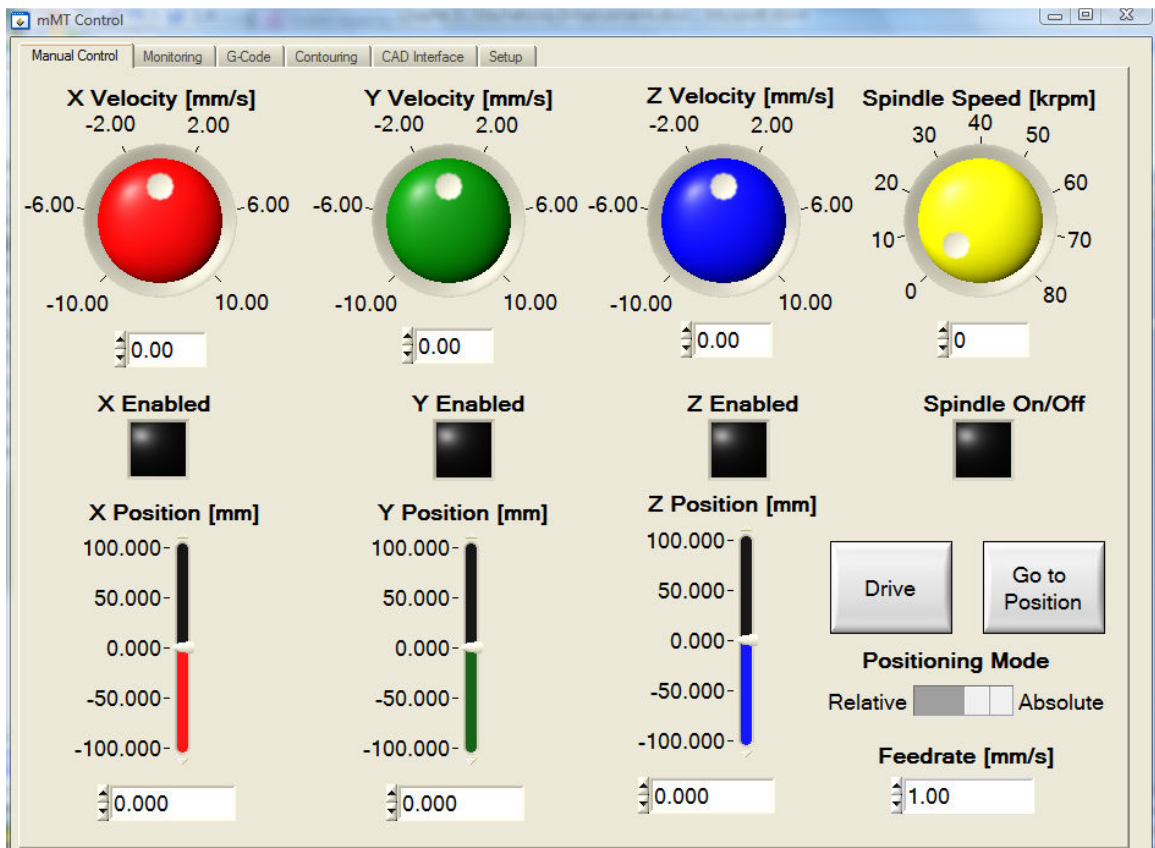 mMT Control
Manual Control
Monitoring
G-Code
Contouring
CAD Interface
Setup
X Velocity [mm/s]
-2.00
2.00
-6.00
6.00
-10.00
10.00
0.00
Y Velocity [mm/s]
-2.00
2.00
-6.00
6.00
-10.00
10.00
0.00
Z Velocity [mm/s]
-2.00
2.00
-6.00
6.00
-10.00
10.00
0.00
Spindle Speed [krpm]
40
30
50
20
60
10
70
0
80
0
X Enabled
Y Enabled
Z Enabled
Spindle On/Off
X Position [mm]
100.000
50.000
0.000
-50.000
-100.000
0.000
Y Position [mm]
100.000
50.000
0.000
-50.000
-100.000
0.000
Z Position [mm]
100.000
50.000
0.000
-50.000
-100.000
0.000
Drive
Go to
Position
Positioning Mode
Relative
Absolute
Feedrate [mm/s]
1.00